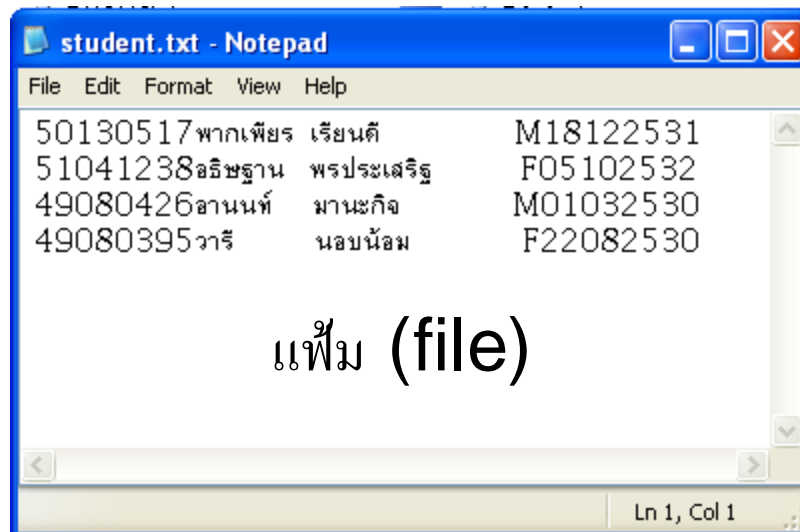 student.txt - Notepad
File Edit Format View Help
50130517พากเพียร เรียนดี M18122531
51041238อธิษฐาน พรประเสริฐ F05102532
49080426อานนท์ มานะกิจ M01032530
49080395วารี นอบน้อม F22082530
แฟ้ม (file)
Ln 1, Col 1